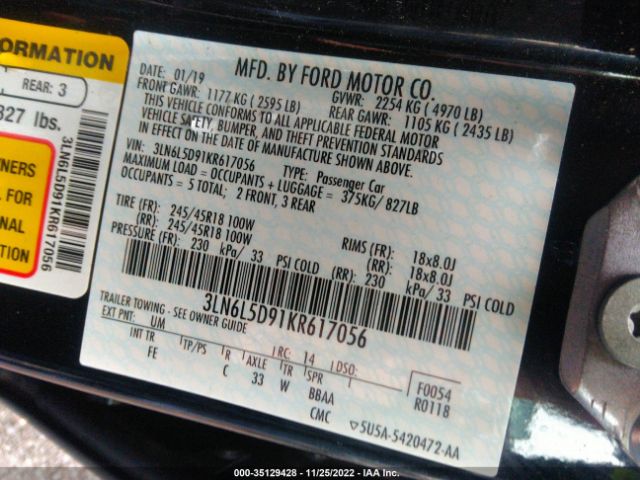 ORMATION
REAR: 3
827 lbs.
WNERS
L FOR
ONAL
TION
3LN6L5D91KR617056
DATE: 01/19 MFD. BY FORD MOTOR CO.
FRONT GAWR: 1177 KG ( 2595 LB) GVWR: 2254 KG ( 4970 LB)
REAR GAWR: 1105 KG ( 2435 LB)
THIS VEHICLE CONFORMS TO ALL APPLICABLE FEDERAL MOTOR
VEHICLE SAFETY, BUMPER, AND THEFT PREVENTION STANDARDS
IN EFFECT ON THE DATE OF MANUFACTURE SHOWN ABOVE.
VIN: 3LN6L5D91KR617056 TYPE: Passenger Car
MAXIMUM LOAD = OCCUPANTS + LUGGAGE = 375KG/ 827LB
OCCUPANTS = 5 TOTAL; 2 FRONT, 3 REAR
TIRE (FR): 245/45R18 100W RIMS (FR): 18x8.0J
(RR): 245/45R18 100W (RR): 18x8.0J
PRESSURE (FR): 230 kPa/ 33 PSI COLD (RR): 230 kPa/ 33 PSI COLD
3LN6L5D91KR617056
TRAILER TOWING - SEE OWNER GUIDE
EXT PNT: UM RC: 14 DSO:
INT TR TP/PS R AXLE TR SPR
FE C 33 W BBAA
CMC
F0054
R0118
5U5A-5420472-AA
000-35129428 - 11/25/2022 - IAA Inc.